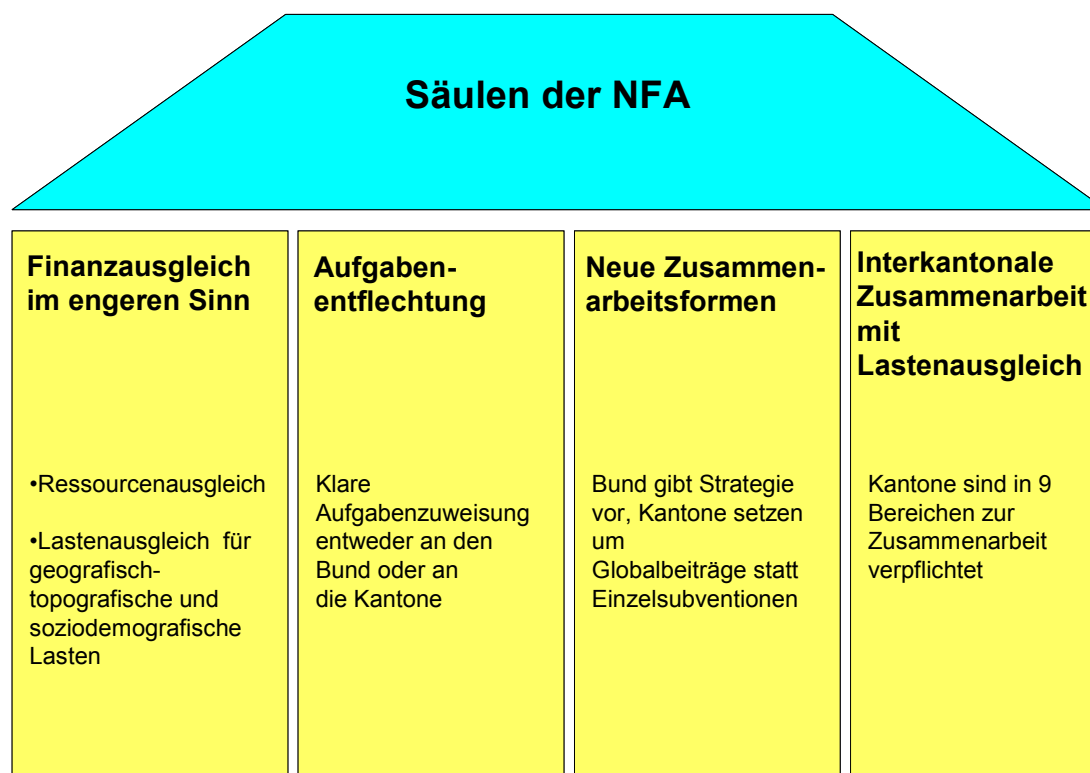 Säulen der NFA
Finanzausgleich
im engeren Sinn
•Ressourcenausgleich
•Lastenausgleich für
geografisch-
topografische und
soziodemografische
Lasten
Aufgaben-
entflechtung
Klare
Aufgabenzuweisung
entweder an den
Bund oder an
die Kantone
Neue Zusammen-
arbeitsformen
Bund gibt Strategie
vor, Kantone setzen
um
Globalbeiträge statt
Einzelsubventionen
Interkantonale
Zusammenarbeit
mit
Lastenausgleich
Kantone sind in 9
Bereichen zur
Zusammenarbeit
verpflichtet